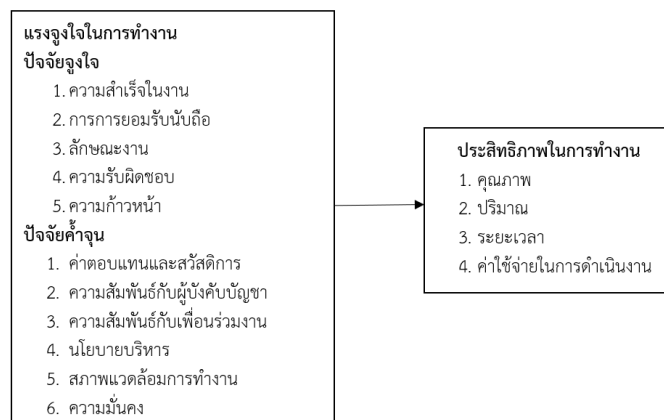 แรงจูงใจในการทำงาน
ปัจจัยจูงใจ
1. ความสำเร็จในงาน
2. การการยอมรับนับถือ
3. ลักษณะงาน
4. ความรับผิดชอบ
5. ความก้าวหน้า
ปัจจัยค้ำจุน
1. ค่าตอบแทนและสวัสดิการ
2. ความสัมพันธ์กับผู้บังคับบัญชา
3. ความสัมพันธ์กับเพื่อนร่วมงาน
4. นโยบายบริหาร
5. สภาพแวดล้อมการทำงาน
6. ความมั่นคง
ประสิทธิภาพในการทำงาน
1. คุณภาพ
2. ปริมาณ
3. ระยะเวลา
4. ค่าใช้จ่ายในการดำเนินงาน